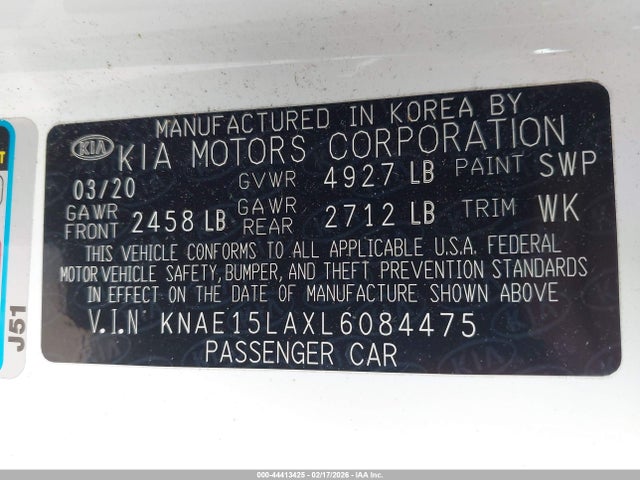 MANUFACTURED IN KOREA BY
KIA KIA MOTORS CORPORATION
03/20 GVWR 4927 LB PAINT SWP
GAWR FRONT 2458 LB GAWR REAR 2712 LB TRIM WK
THIS VEHICLE CONFORMS TO ALL APPLICABLE U.S.A. FEDERAL
MOTOR VEHICLE SAFETY, BUMPER, AND THEFT PREVENTION STANDARDS
IN EFFECT ON THE DATE OF MANUFACTURE SHOWN ABOVE
V.I.N KNAE15LAXL6084475
PASSENGER CAR
J51
000-44413425 - 02/17/2026 - IAA Inc.